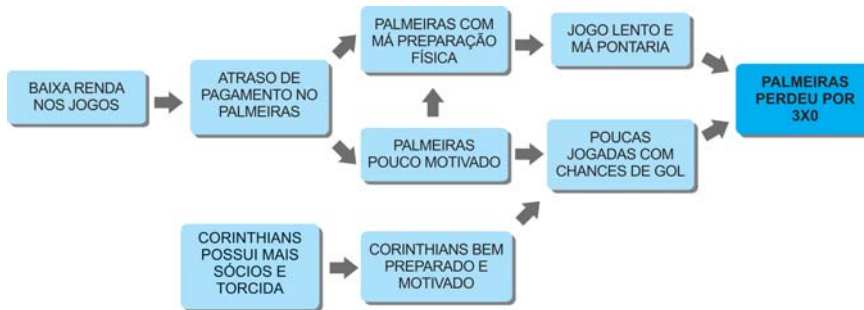 BAIXA RENDA
NOS JOGOS
ATRASO DE
PAGAMENTO NO
PALMEIRAS
PALMEIRAS COM
MÁ PREPARAÇÃO
FÍSICA
JOGO LENTO E
MÁ PONTARIA
PALMEIRAS
PERDEU POR
3X0
PALMEIRAS
POUCO MOTIVADO
POUCAS
JOGADAS COM
CHANCES DE GOL
CORINTHIANS
POSSUI MAIS
SÓCIOS E
TORCIDA
CORINTHIANS BEM
PREPARADO E
MOTIVADO